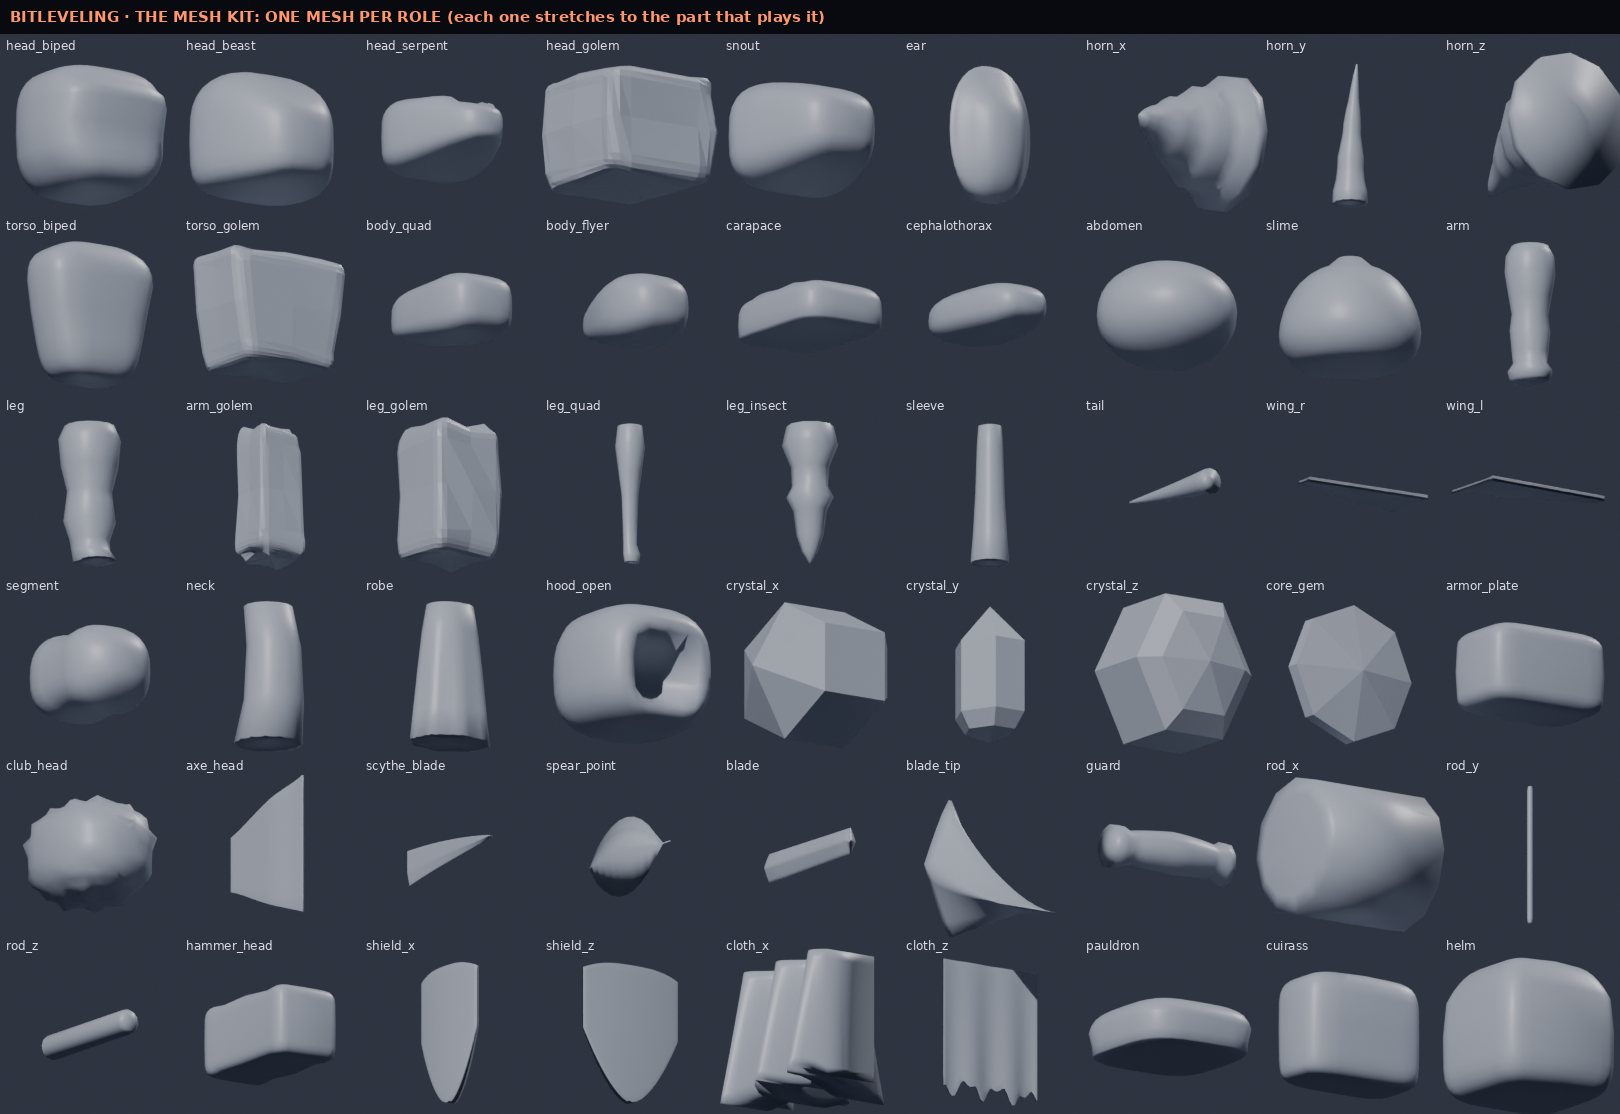 BITLEVELING · THE MESH KIT: ONE MESH PER ROLE (each one stretches to the part that plays it)
head_biped head_beast head_serpent head_golem snout ear horn_x horn_y horn_z
torso_biped torso_golem body_quad body_flyer carapace cephalothorax abdomen slime arm
leg arm_golem leg_golem leg_quad leg_insect sleeve tail wing_r wing_l
segment neck robe hood_open crystal_x crystal_y crystal_z core_gem armor_plate
club_head axe_head scythe_blade spear_point blade blade_tip guard rod_x rod_y
rod_z hammer_head shield_x shield_z cloth_x cloth_z pauldron cuirass helm